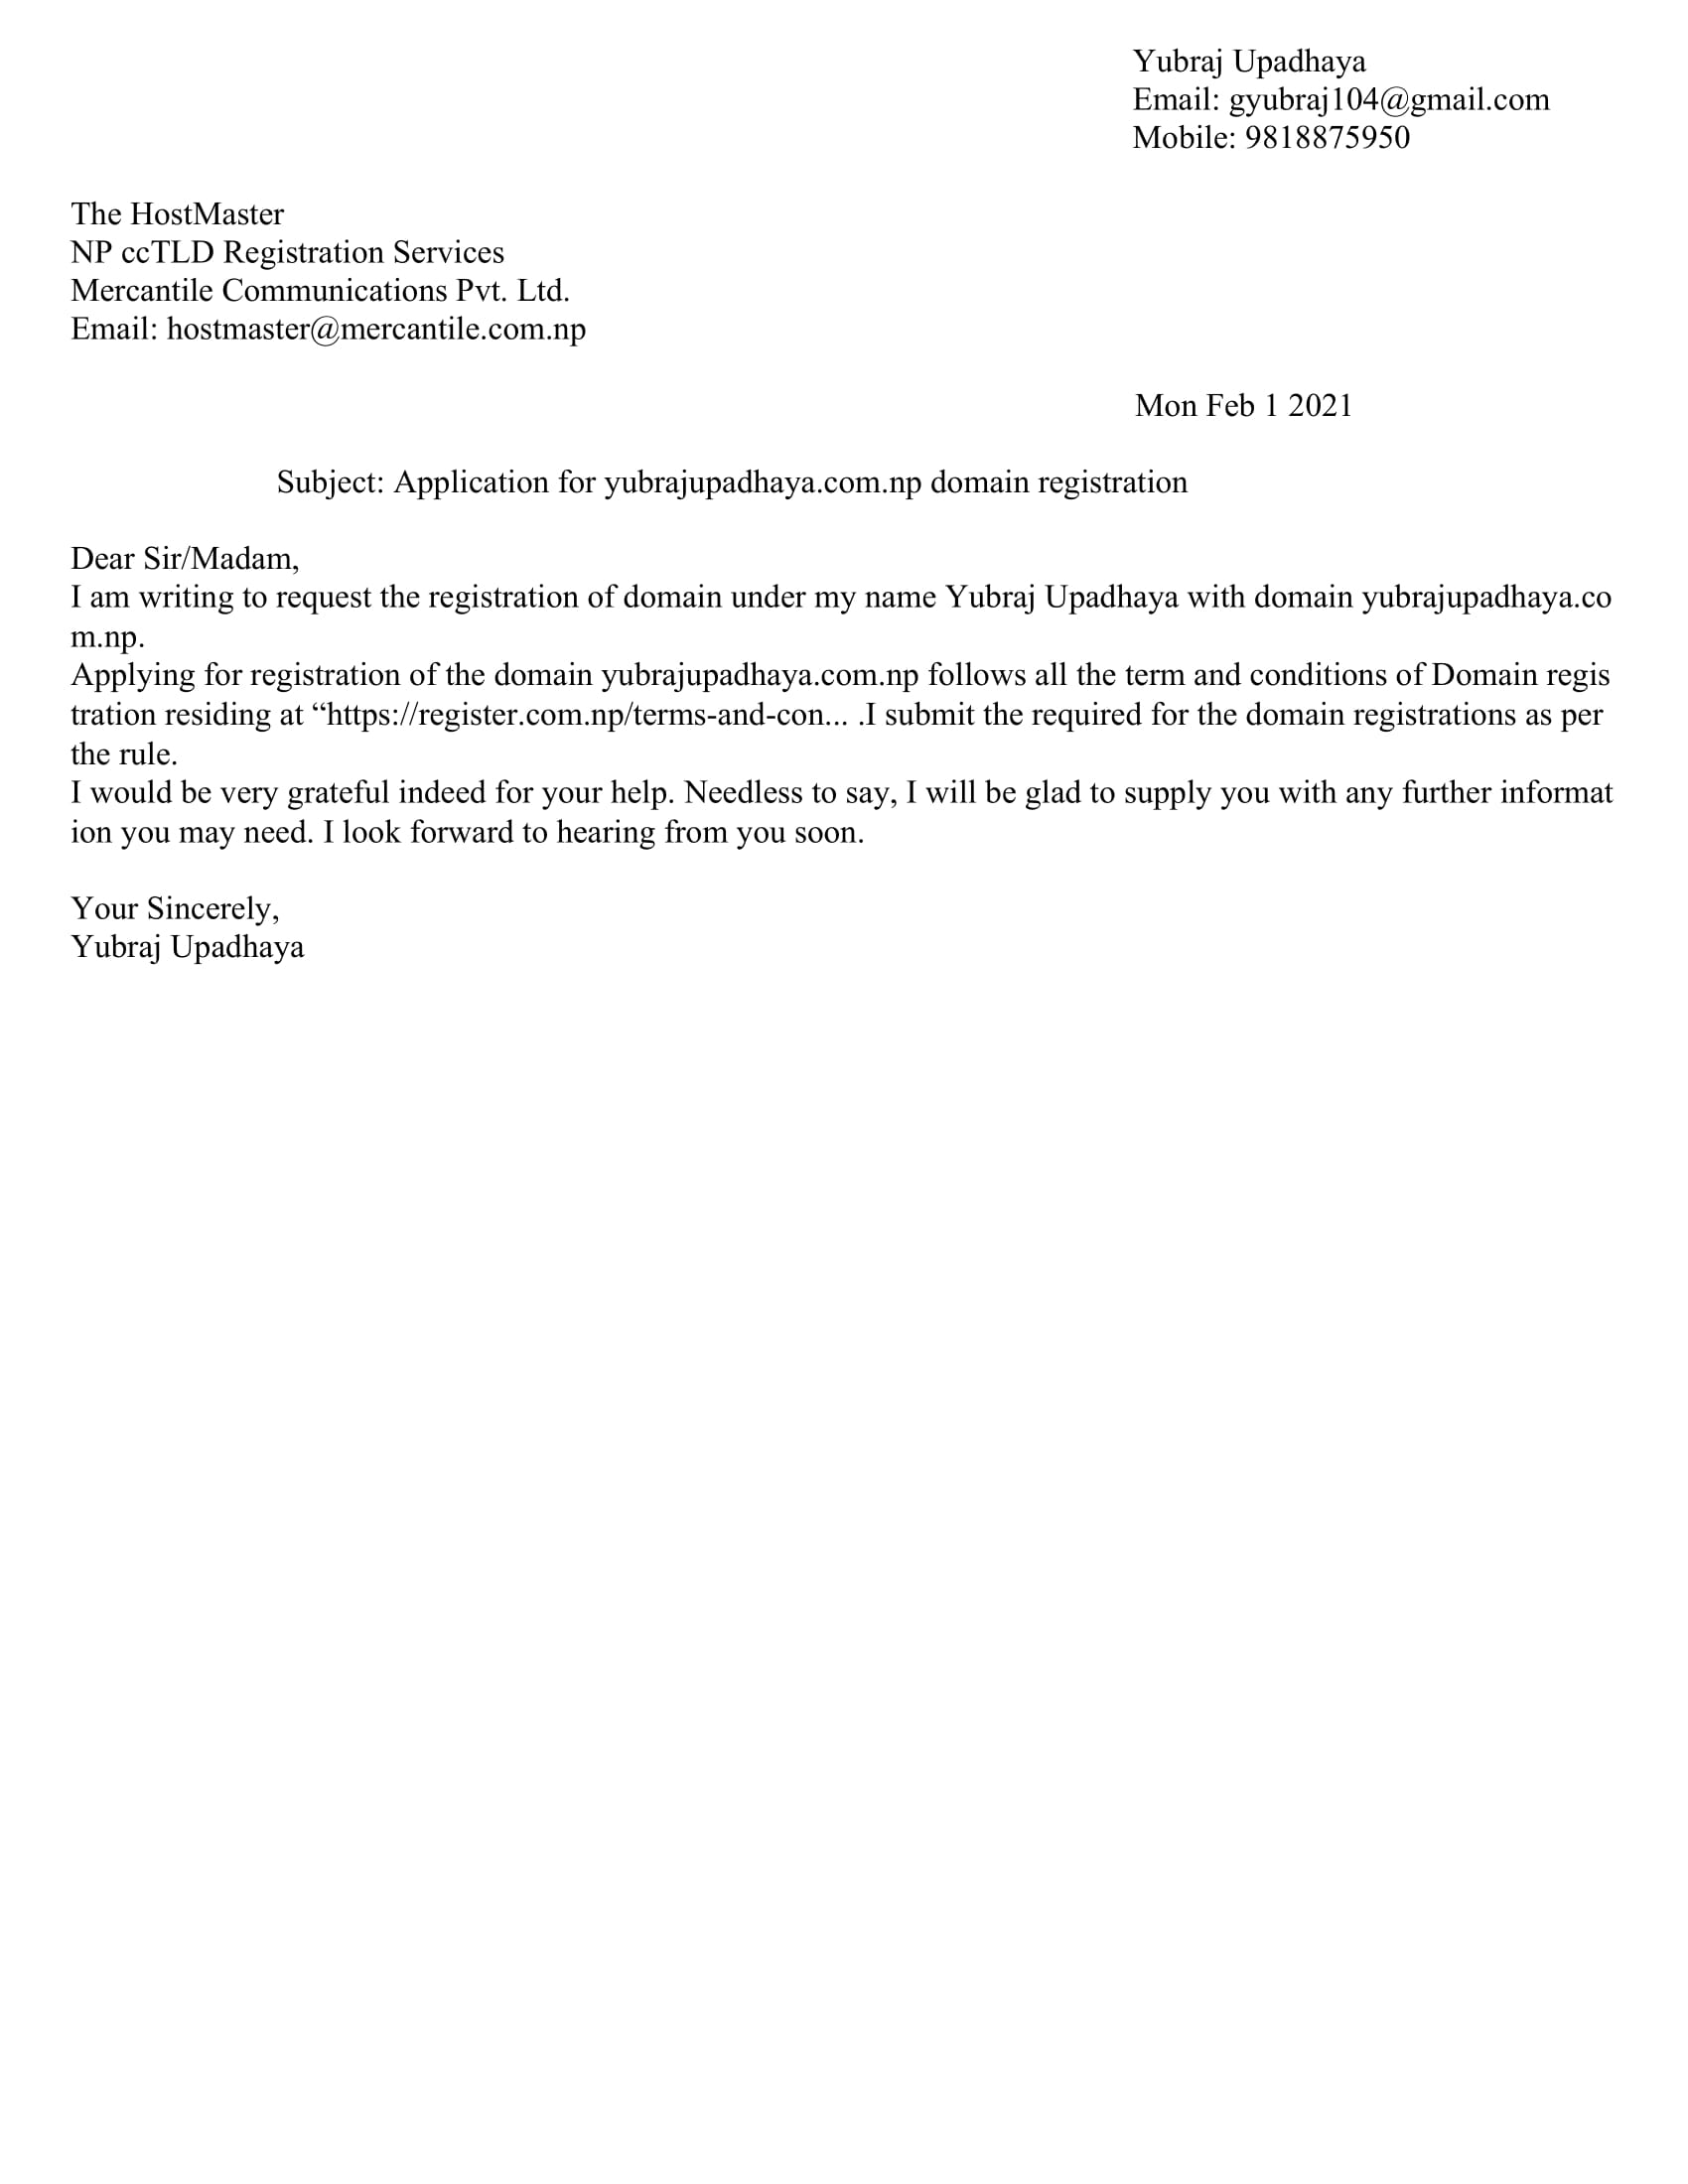 Yubraj Upadhaya
Email: gyubraj104@gmail.com
Mobile: 9818875950
The HostMaster
NP ccTLD Registration Services
Mercantile Communications Pvt. Ltd.
Email: hostmaster@mercantile.com.np
Mon Feb 1 2021
Subject: Application for yubrajupadhaya.com.np domain registration
Dear Sir/Madam,
I am writing to request the registration of domain under my name Yubraj Upadhaya with domain yubrajupadhaya.co
m.np.
Applying for registration of the domain yubrajupadhaya.com.np follows all the term and conditions of Domain regis
tration residing at “https://register.com.np/terms-and-con... .I submit the required for the domain registrations as per
the rule.
I would be very grateful indeed for your help. Needless to say, I will be glad to supply you with any further informat
ion you may need. I look forward to hearing from you soon.
Your Sincerely,
Yubraj Upadhaya